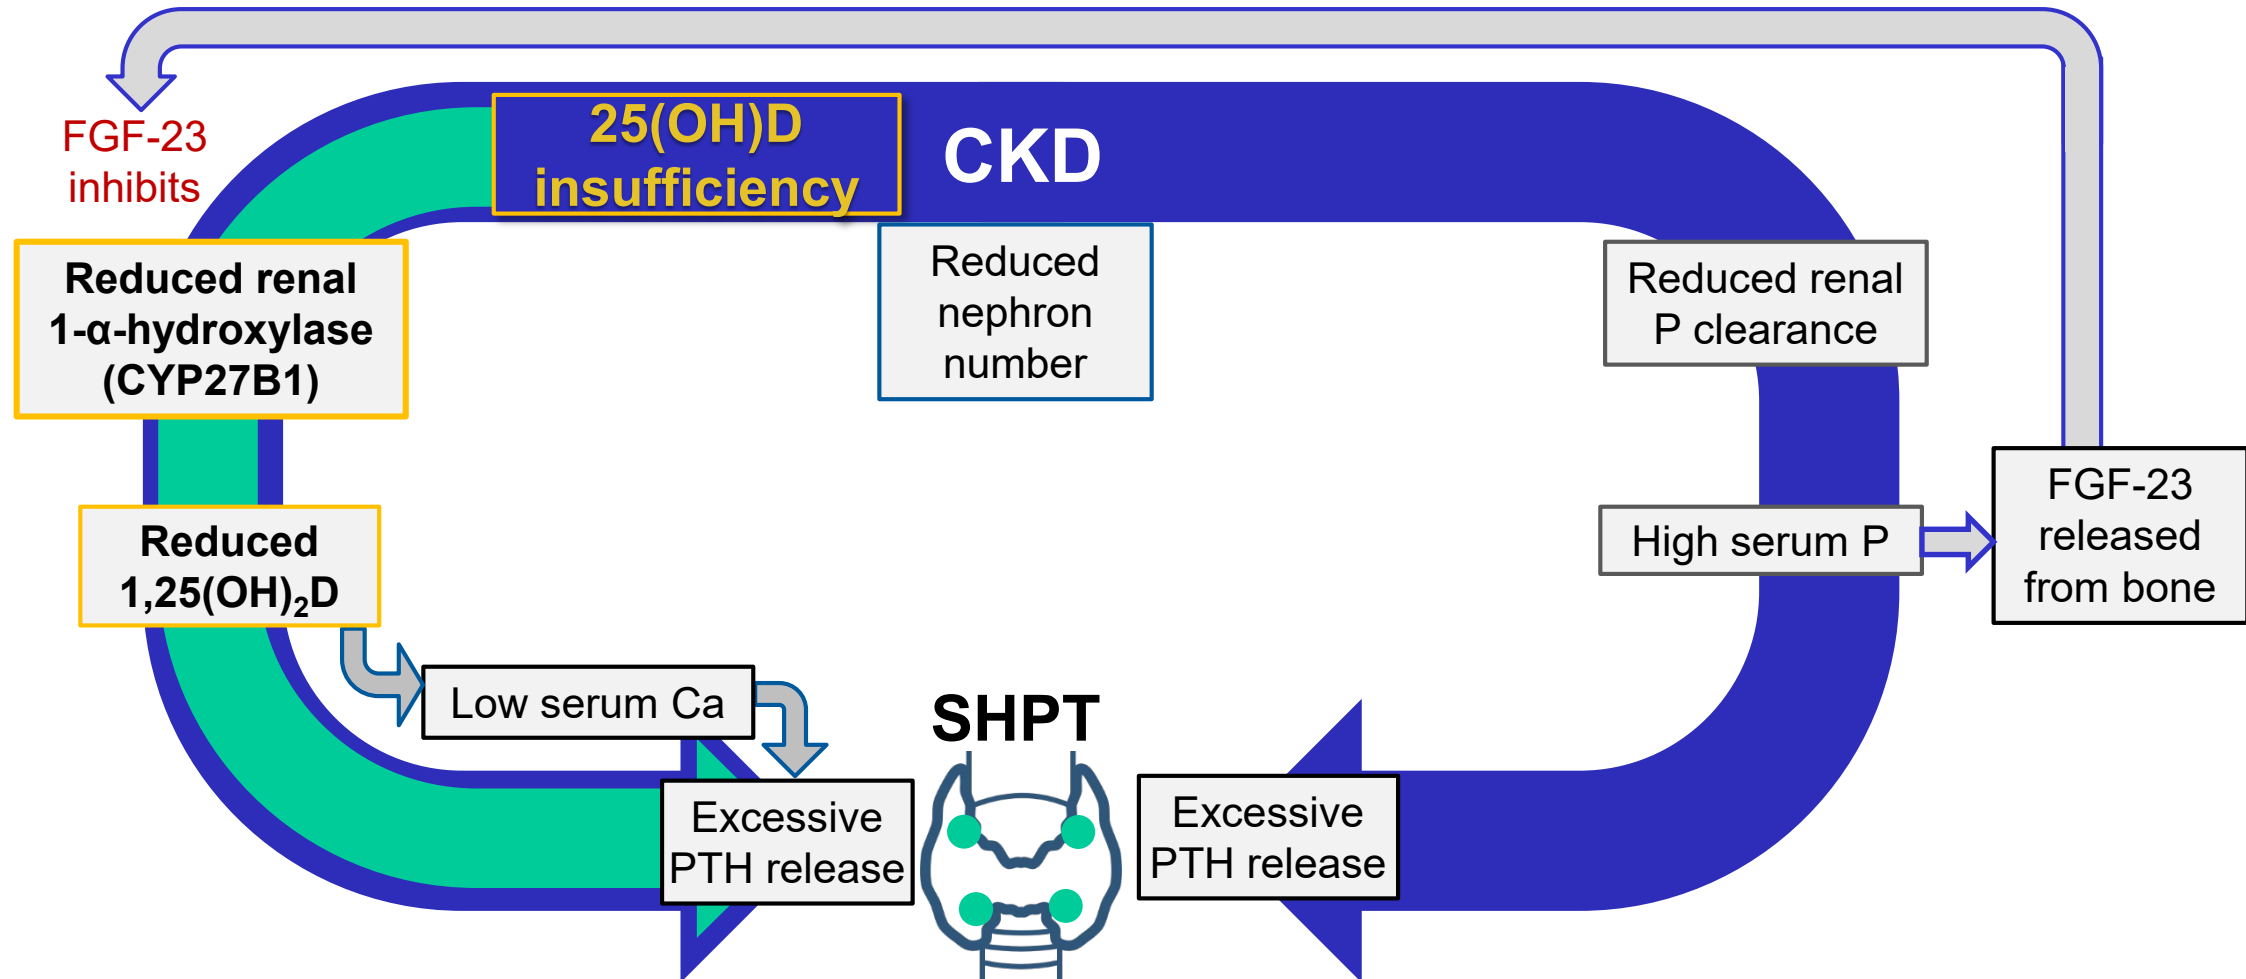 FGF-23
inhibits
25(OH)D
insufficiency
CKD
Reduced
nephron
number
Reduced renal
1-α-hydroxylase
(CYP27B1)
Reduced
1,25(OH)₂D
Low serum Ca
Excessive
PTH release
SHPT
Reduced renal
P clearance
High serum P
FGF-23
released
from bone
Excessive
PTH release